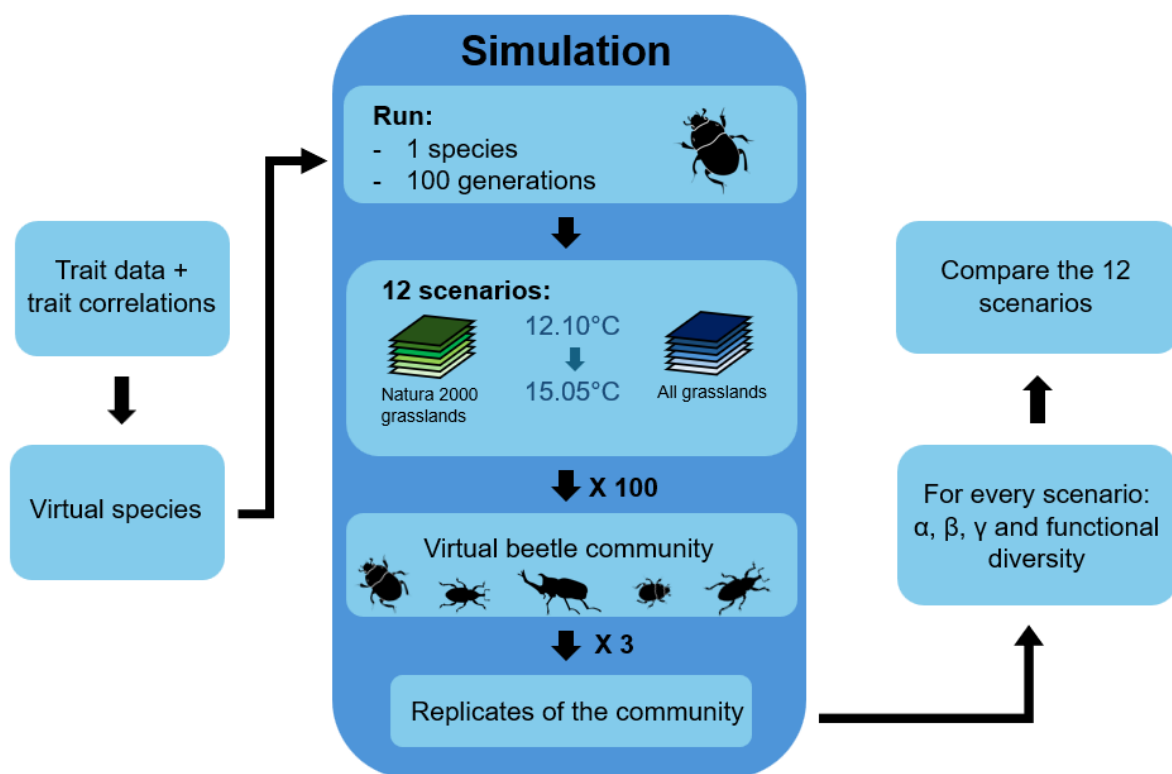 Trait data +
trait correlations
Virtual species
Simulation
Run:
- 1 species
- 100 generations
12 scenarios:
12.10°C
15.05°C
Natura 2000
grasslands
All grasslands
X 100
Virtual beetle community
X 3
Replicates of the community
For every scenario:
α, β, γ and functional
diversity
Compare the 12
scenarios